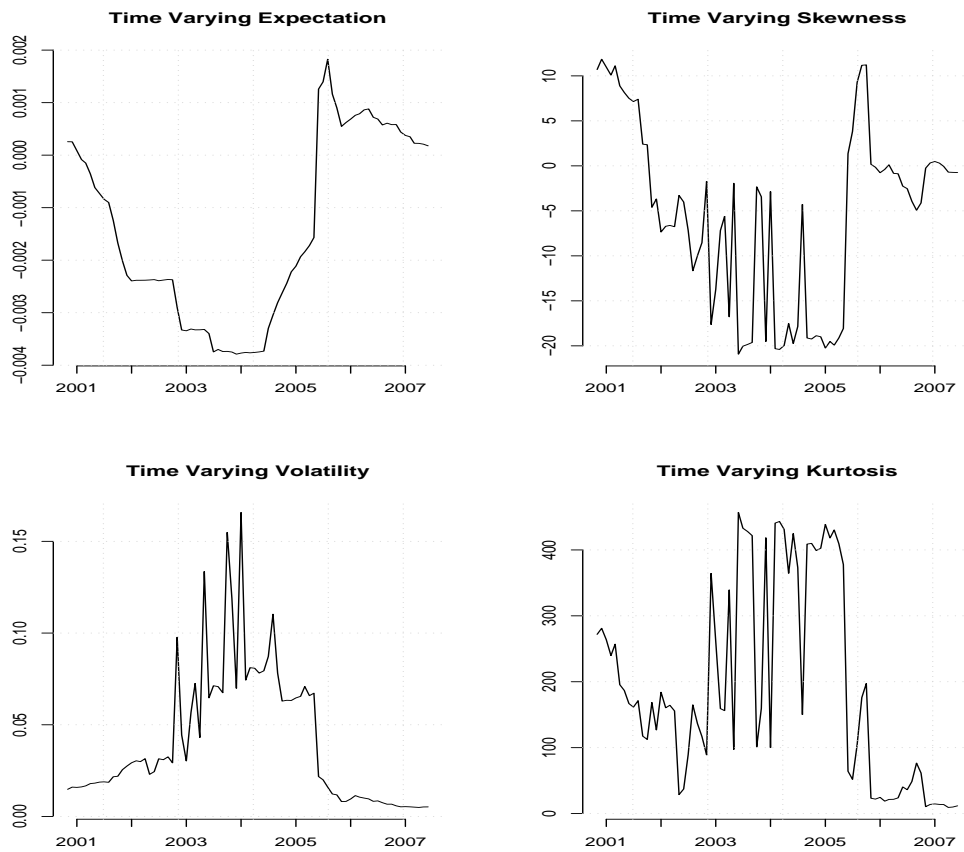 Time Varying Expectation
0.002
0.001
0.000
−0.001
−0.002
−0.003
−0.004
2001 2003 2005 2007
Time Varying Skewness
10
5
0
−5
−10
−15
−20
2001 2003 2005 2007
Time Varying Volatility
0.15
0.10
0.05
0.00
2001 2003 2005 2007
Time Varying Kurtosis
400
300
200
100
0
2001 2003 2005 2007